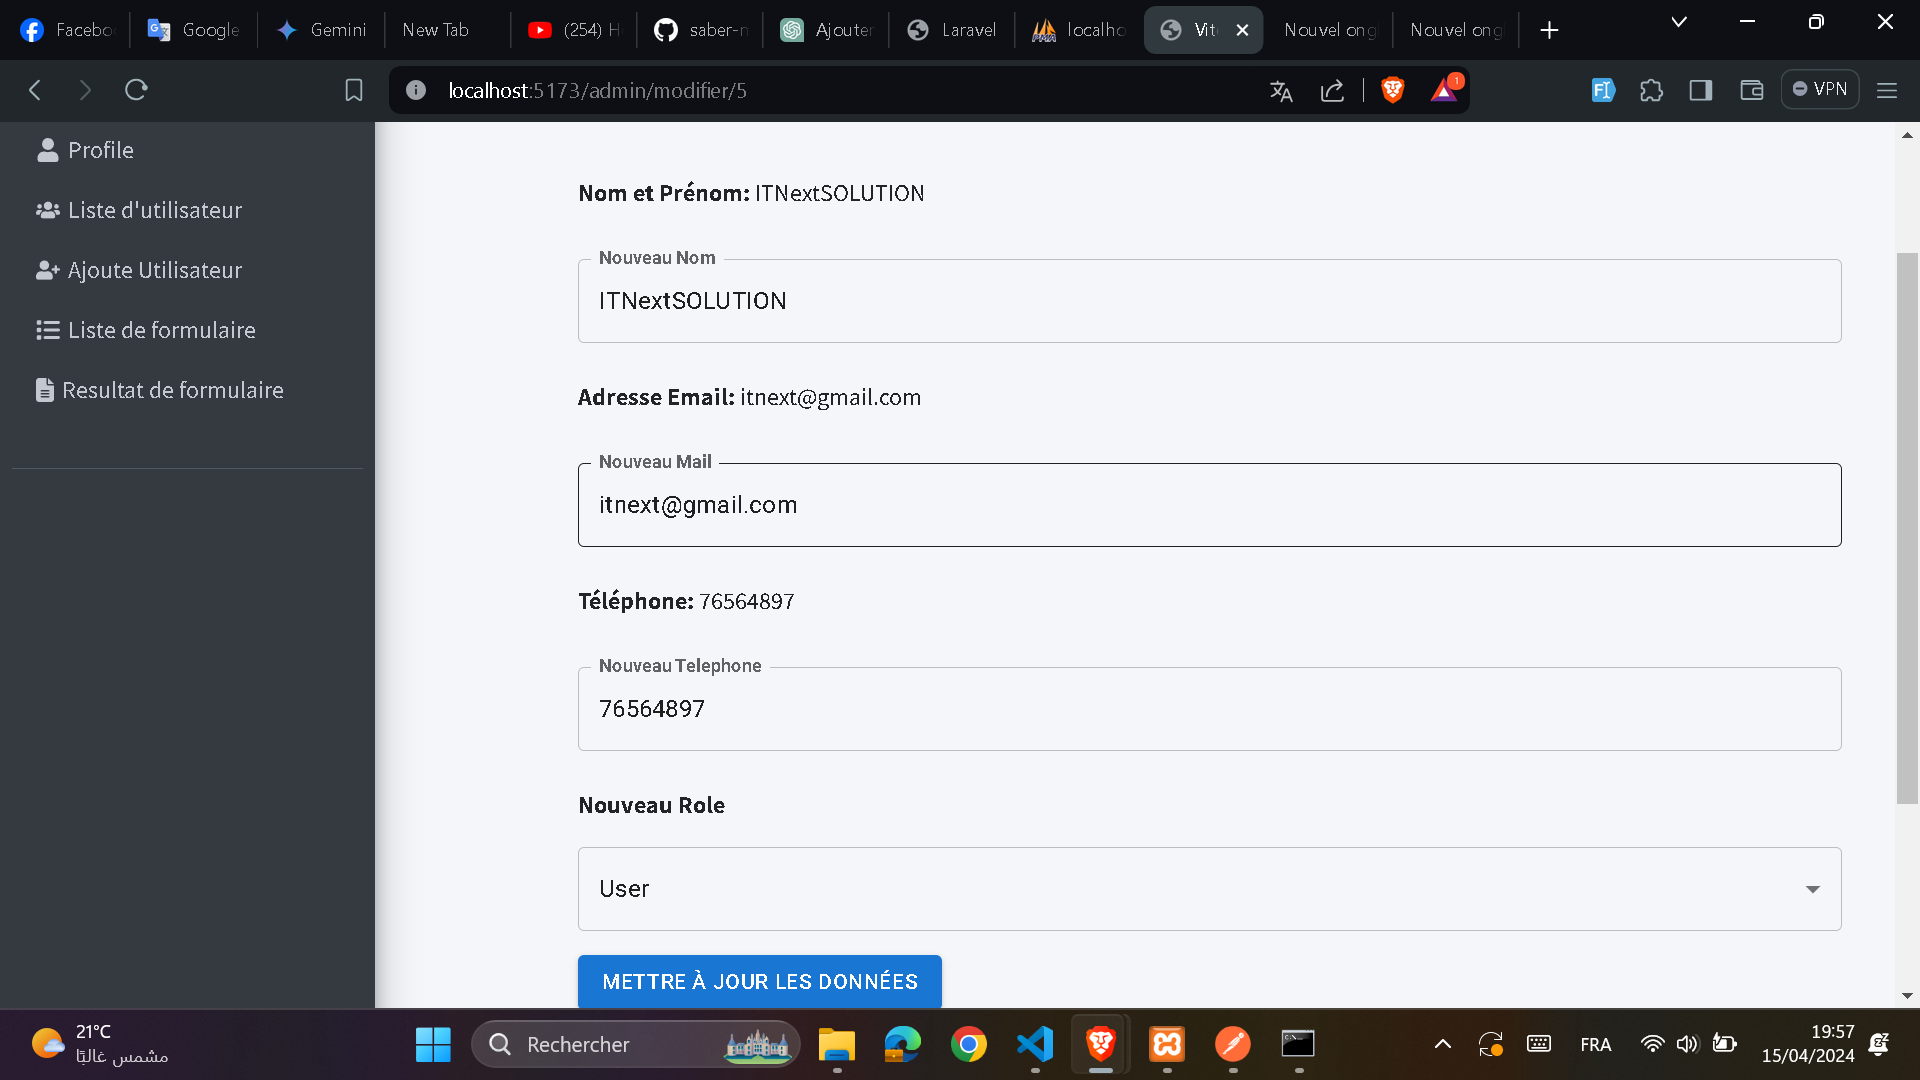 Facebo
Google
Gemini
New Tab
(254) H
saber-n
Ajouter
Laravel
localho
Vit
Nouvel ong
Nouvel ong
localhost:5173/admin/modifier/5
1
VPN
Profile
Liste d'utilisateur
Ajoute Utilisateur
Liste de formulaire
Resultat de formulaire
Nom et Prénom: ITNextSOLUTION
Nouveau Nom
ITNextSOLUTION
Adresse Email: itnext@gmail.com
Nouveau Mail
itnext@gmail.com
Téléphone: 76564897
Nouveau Telephone
76564897
Nouveau Role
User
METTRE À JOUR LES DONNÉES
21°C
مشمس غالبًا
Rechercher
FRA
19:57
15/04/2024